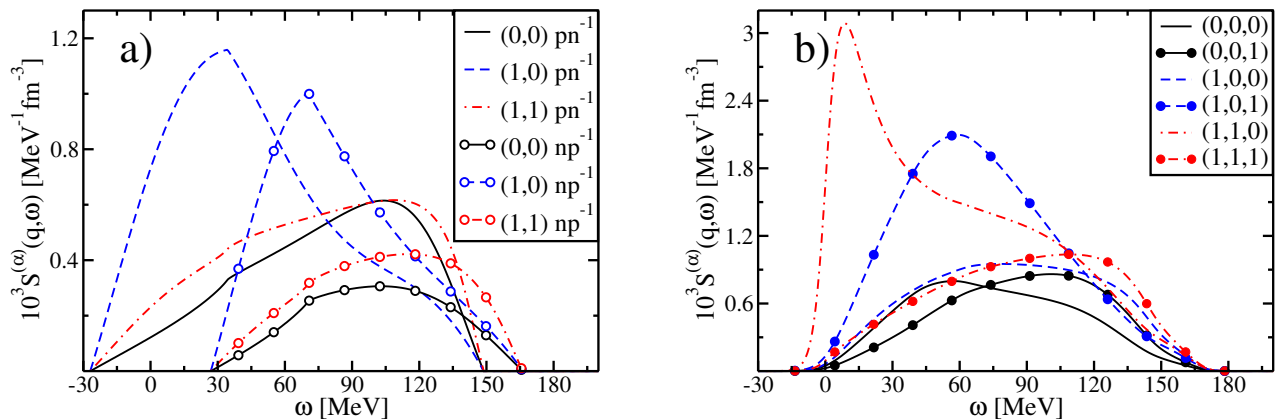 a)
10³S^(α)(q,ω) [MeV⁻¹fm⁻³]
1.2
0.8
0.4
-30 0 30 60 90 120 150 180
ω [MeV]
(0,0) pn⁻¹
(1,0) pn⁻¹
(1,1) pn⁻¹
(0,0) np⁻¹
(1,0) np⁻¹
(1,1) np⁻¹
b)
10³S^(α)(q,ω) [MeV⁻¹fm⁻³]
3
2.4
1.8
1.2
0.6
-30 0 30 60 90 120 150 180
ω [MeV]
(0,0,0)
(0,0,1)
(1,0,0)
(1,0,1)
(1,1,0)
(1,1,1)